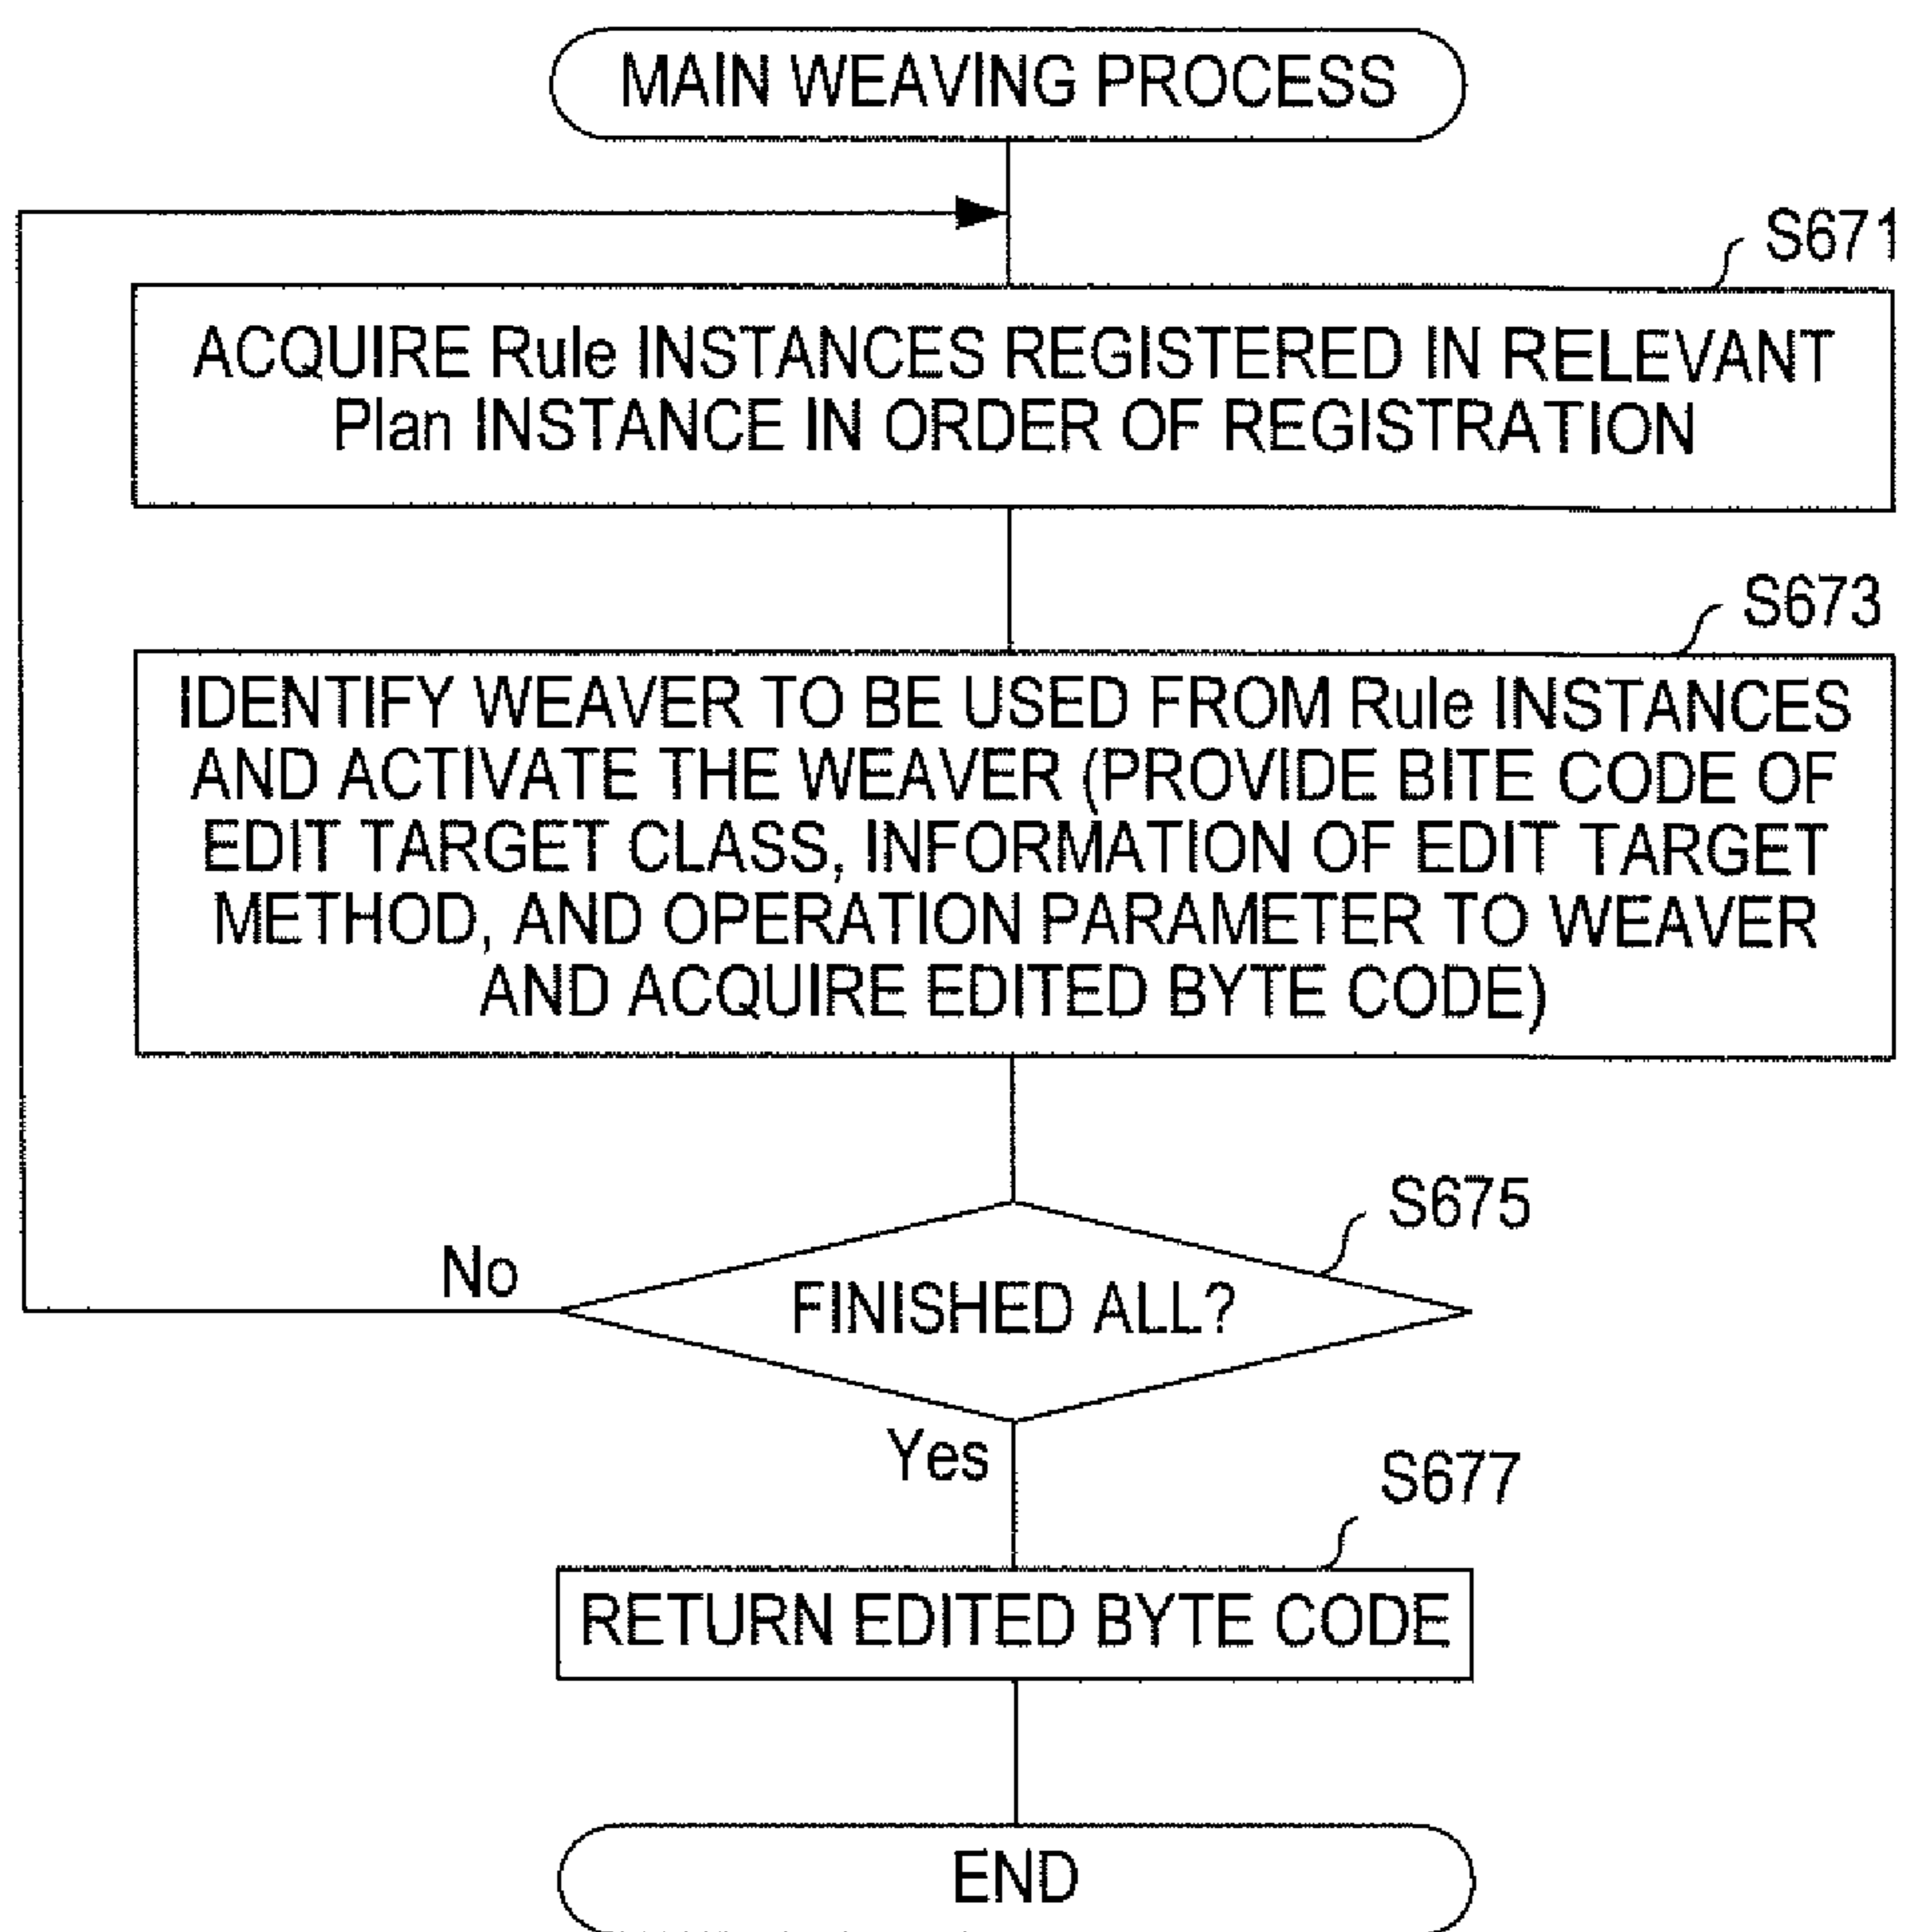 MAIN WEAVING PROCESS
S671
ACQUIRE Rule INSTANCES REGISTERED IN RELEVANT
Plan INSTANCE IN ORDER OF REGISTRATION
S673
IDENTIFY WEAVER TO BE USED FROM Rule INSTANCES
AND ACTIVATE THE WEAVER (PROVIDE BITE CODE OF
EDIT TARGET CLASS, INFORMATION OF EDIT TARGET
METHOD, AND OPERATION PARAMETER TO WEAVER
AND ACQUIRE EDITED BYTE CODE)
S675
No
FINISHED ALL?
Yes
S677
RETURN EDITED BYTE CODE
END